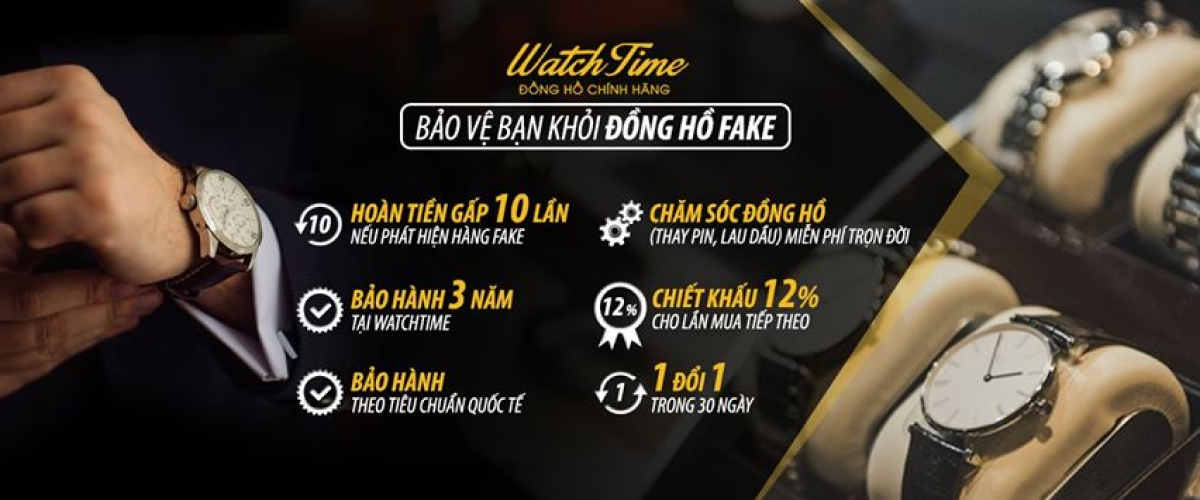 Watch Time
ĐỒNG HỒ CHÍNH HÃNG
BẢO VỆ BẠN KHỎI ĐỒNG HỒ FAKE
10
HOÀN TIỀN GẤP 10 LẦN
NẾU PHÁT HIỆN HÀNG FAKE
BẢO HÀNH 3 NĂM
TẠI WATCHTIME
BẢO HÀNH
THEO TIÊU CHUẨN QUỐC TẾ
CHĂM SÓC ĐỒNG HỒ
(THAY PIN, LAU DẦU) MIỄN PHÍ TRỌN ĐỜI
12%
CHIẾT KHẤU 12%
CHO LẦN MUA TIẾP THEO
1
1 ĐỔI 1
TRONG 30 NGÀY